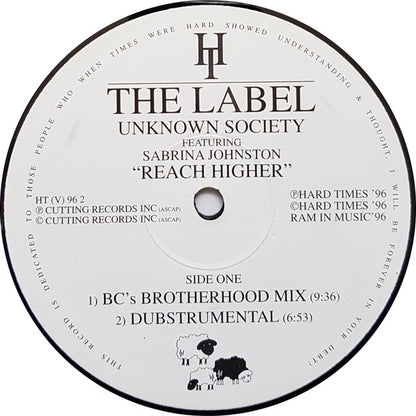 THIS RECORD IS DEDICATED TO THOSE PEOPLE WHO WHEN TIMES WERE HARD SHOWED UNDERSTANDING & THOUGHT, I WILL BE FOREVER IN YOUR DEBT!
HT
THE LABEL
UNKNOWN SOCIETY
FEATURING
SABRINA JOHNSTON
“REACH HIGHER”
HT (V) 96 2
℗ CUTTING RECORDS INC (ASCAP)
© CUTTING RECORDS INC (ASCAP)
℗HARD TIMES '96
©HARD TIMES '96
RAM IN MUSIC'96
SIDE ONE
1) BC's BROTHERHOOD MIX (9:36)
2) DUBSTRUMENTAL (6:53)